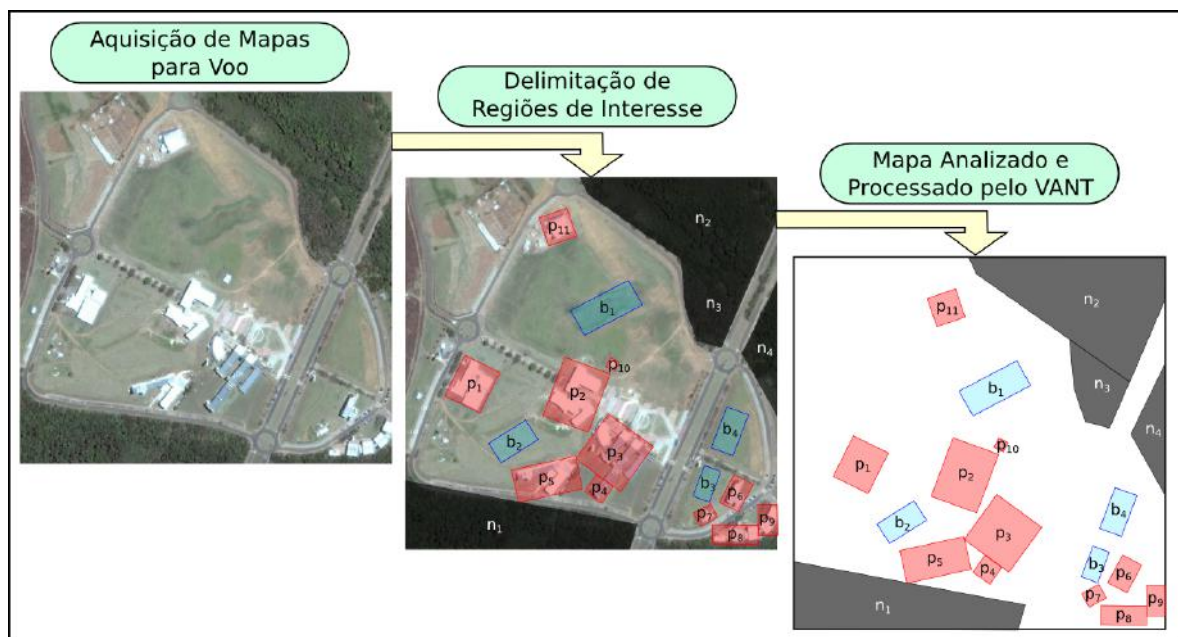 Aquisição de Mapas
para Voo
Delimitação de
Regiões de Interesse
Mapa Analizado e
Processado pelo VANT
p11
n2
b1
n3
n4
p10
p1
p2
b4
b2
p3
p5
p4
b3
p6
p7
p9
p8
n1
n2
p11
n3
b1
n4
p10
p1
p2
b4
b2
p3
p5
p4
b3
p6
p7
p9
p8
n1